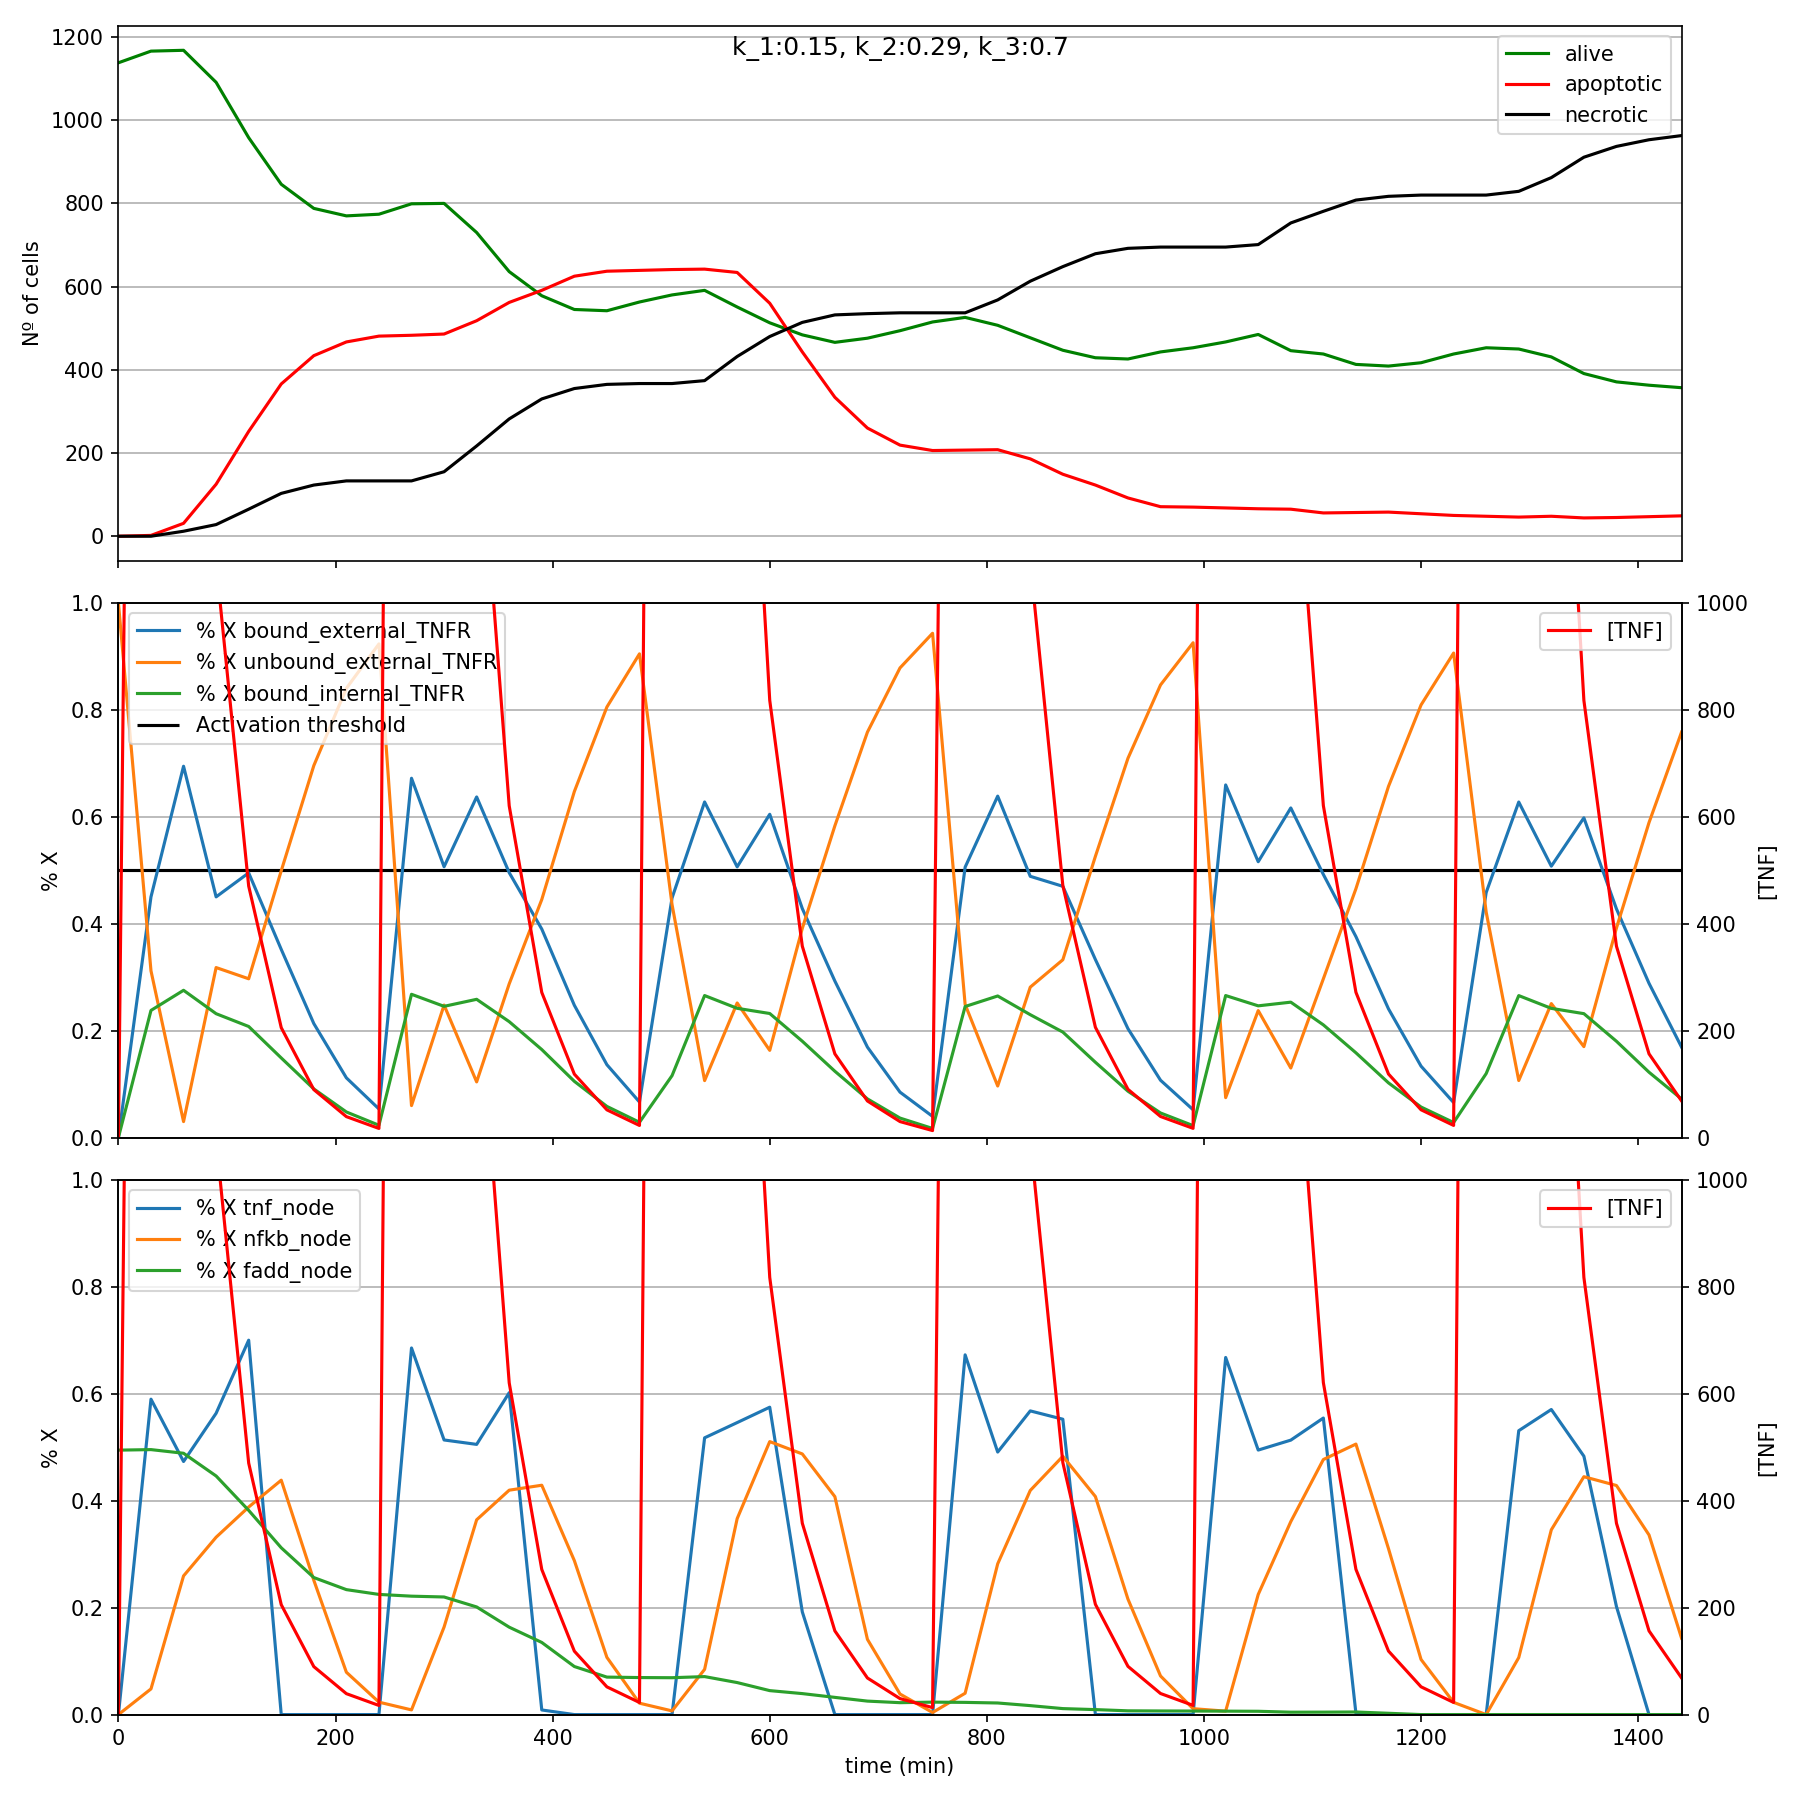 k_1:0.15, k_2:0.29, k_3:0.7
1200
1000
800
600
400
200
0
Nº of cells
alive
apoptotic
necrotic
1.0
0.8
0.6
0.4
0.2
0.0
% X
% X bound_external_TNFR
% X unbound_external_TNFR
% X bound_internal_TNFR
Activation threshold
[TNF]
1000
800
600
400
200
0
[TNF]
1.0
0.8
0.6
0.4
0.2
0.0
% X
% X tnf_node
% X nfkb_node
% X fadd_node
[TNF]
1000
800
600
400
200
0
[TNF]
0 200 400 600 800 1000 1200 1400
time (min)